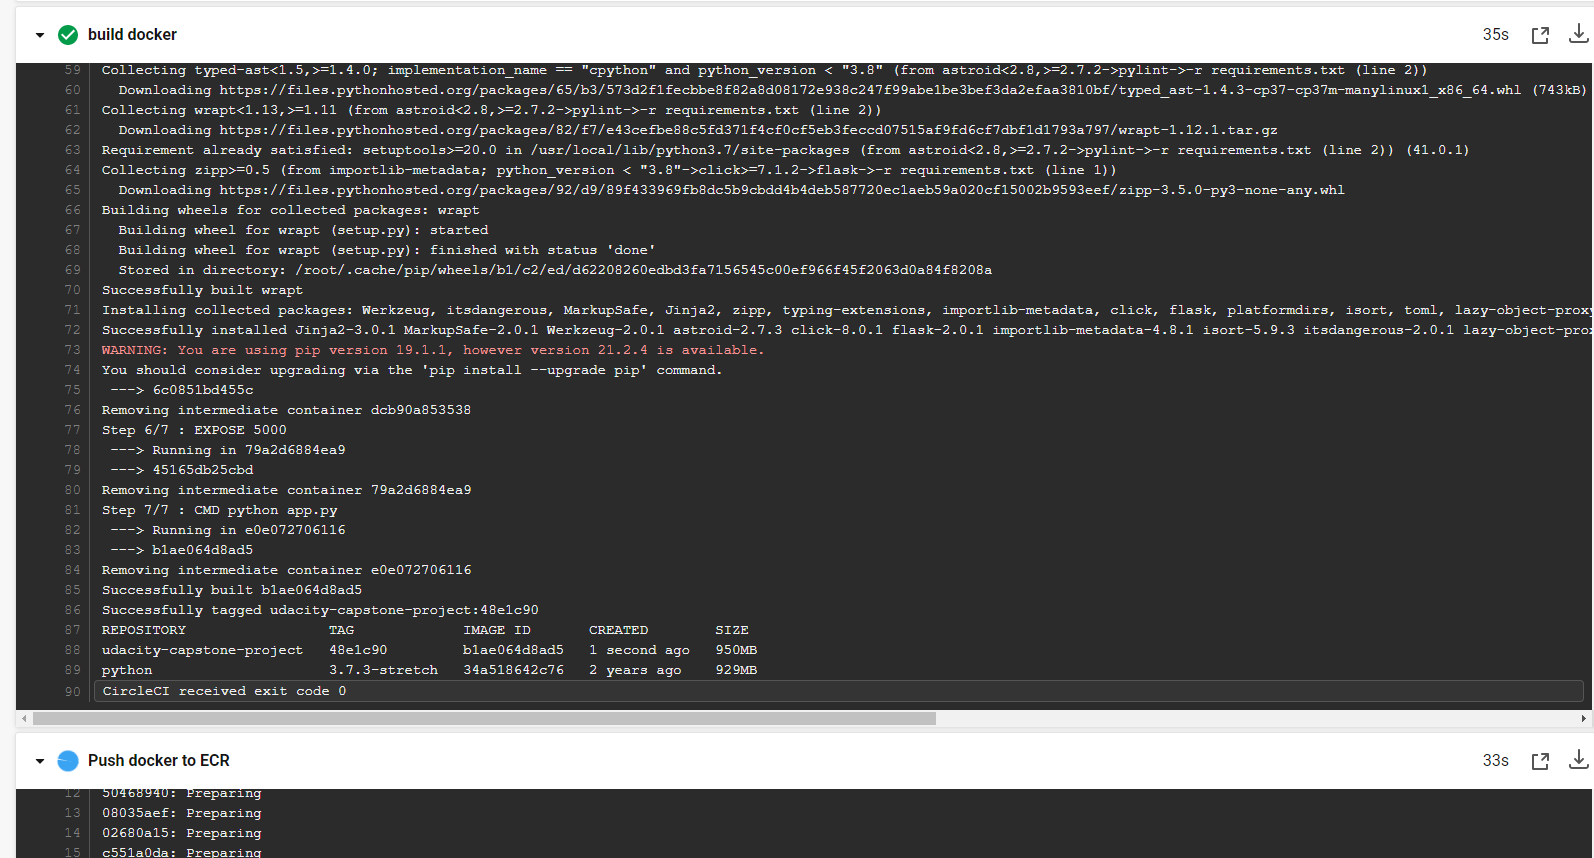 build docker
35s
59 Collecting typed-ast<1.5,>=1.4.0; implementation_name == "cpython" and python_version < "3.8" (from astroid<2.8,>=2.7.2->pylint->-r requirements.txt (line 2))
60 Downloading https://files.pythonhosted.org/packages/65/b3/573d2f1fecbbe8f82a8d08172e938c247f99abe1be3bef3da2efaa3810bf/typed_ast-1.4.3-cp37-cp37m-manylinux1_x86_64.whl (743kB)
61 Collecting wrapt<1.13,>=1.11 (from astroid<2.8,>=2.7.2->pylint->-r requirements.txt (line 2))
62 Downloading https://files.pythonhosted.org/packages/82/f7/e43cefbe88c5fd371f4cf0cf5eb3feccd07515af9fd6cf7dbf1d1793a797/wrapt-1.12.1.tar.gz
63 Requirement already satisfied: setuptools>=20.0 in /usr/local/lib/python3.7/site-packages (from astroid<2.8,>=2.7.2->pylint->-r requirements.txt (line 2)) (41.0.1)
64 Collecting zipp>=0.5 (from importlib-metadata; python_version < "3.8"->click>=7.1.2->flask->-r requirements.txt (line 1))
65 Downloading https://files.pythonhosted.org/packages/92/d9/89f433969fb8dc5b9cbdd4b4deb587720ec1aeb59a020cf15002b9593eef/zipp-3.5.0-py3-none-any.whl
66 Building wheels for collected packages: wrapt
67 Building wheel for wrapt (setup.py): started
68 Building wheel for wrapt (setup.py): finished with status 'done'
69 Stored in directory: /root/.cache/pip/wheels/b1/c2/ed/d62208260edbd3fa7156545c00ef966f45f2063d0a84f8208a
70 Successfully built wrapt
71 Installing collected packages: Werkzeug, itsdangerous, MarkupSafe, Jinja2, zipp, typing-extensions, importlib-metadata, click, flask, platformdirs, isort, toml, lazy-object-proxy
72 Successfully installed Jinja2-3.0.1 MarkupSafe-2.0.1 Werkzeug-2.0.1 astroid-2.7.3 click-8.0.1 flask-2.0.1 importlib-metadata-4.8.1 isort-5.9.3 itsdangerous-2.0.1 lazy-object-prox
73 WARNING: You are using pip version 19.1.1, however version 21.2.4 is available.
74 You should consider upgrading via the 'pip install --upgrade pip' command.
75 ---> 6c0851bd455c
76 Removing intermediate container dcb90a853538
77 Step 6/7 : EXPOSE 5000
78 ---> Running in 79a2d6884ea9
79 ---> 45165db25cbd
80 Removing intermediate container 79a2d6884ea9
81 Step 7/7 : CMD python app.py
82 ---> Running in e0e072706116
83 ---> b1ae064d8ad5
84 Removing intermediate container e0e072706116
85 Successfully built b1ae064d8ad5
86 Successfully tagged udacity-capstone-project:48e1c90
87 REPOSITORY TAG IMAGE ID CREATED SIZE
88 udacity-capstone-project 48e1c90 b1ae064d8ad5 1 second ago 950MB
89 python 3.7.3-stretch 34a518642c76 2 years ago 929MB
90 CircleCI received exit code 0
Push docker to ECR
33s
12 50468940: Preparing
13 08035aef: Preparing
14 02680a15: Preparing
15 c551a0da: Preparing